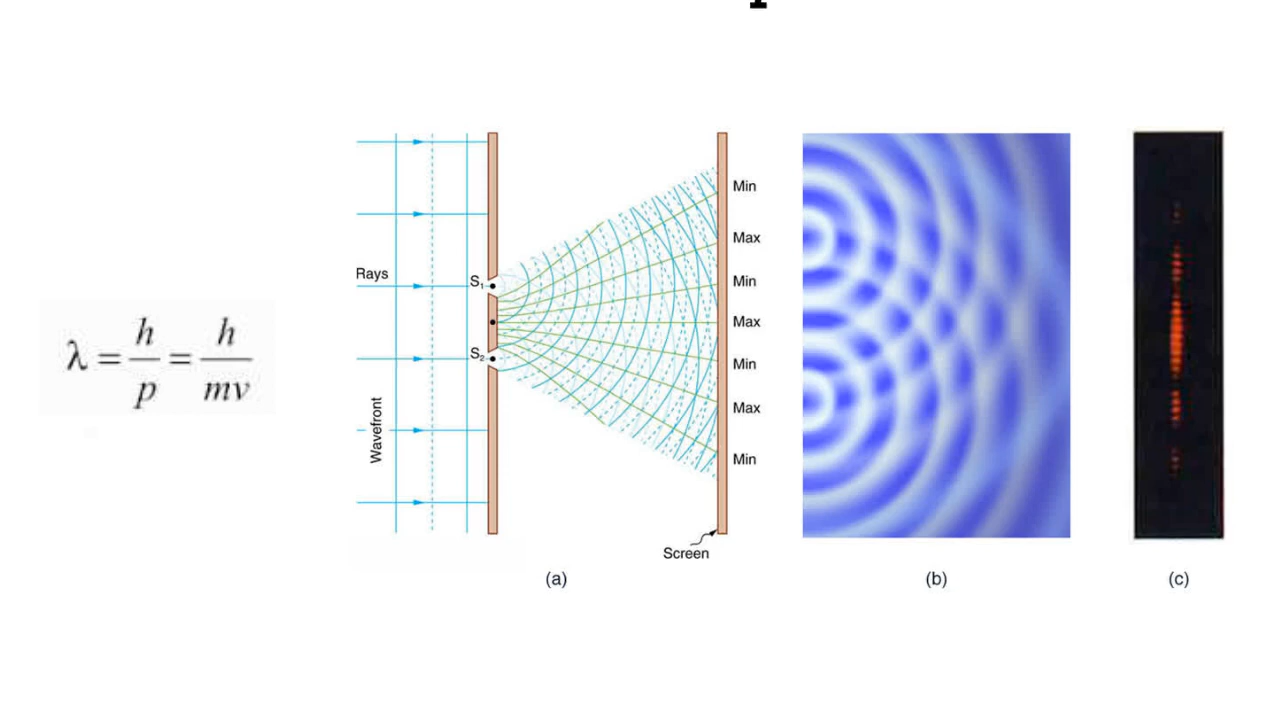 λ = h/p = h/mv
Rays
Wavefront
S₁
S₂
Min
Max
Min
Max
Min
Max
Min
Screen
(a)
(b)
(c)